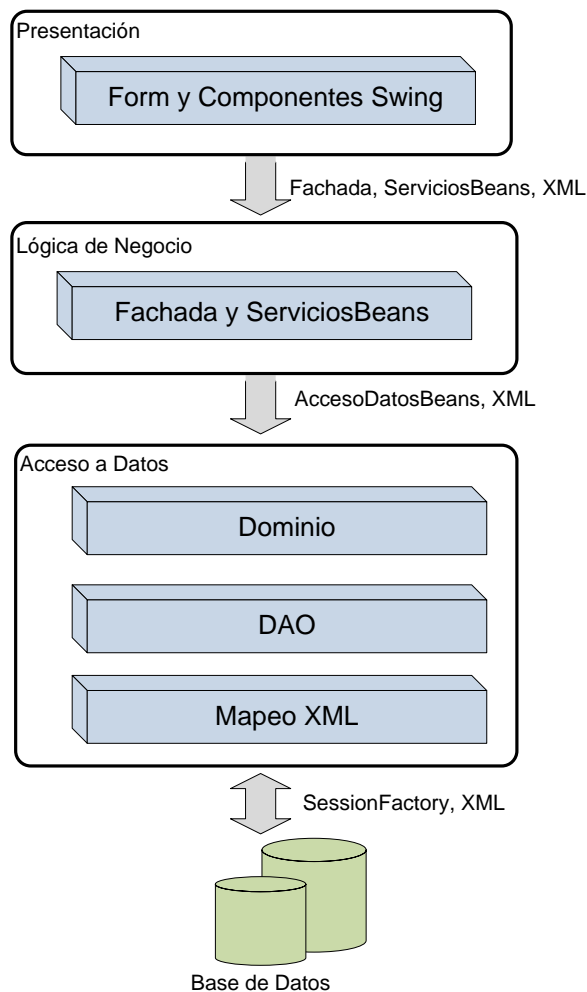 Presentación
Form y Componentes Swing
Fachada, ServiciosBeans, XML
Lógica de Negocio
Fachada y ServiciosBeans
AccesoDatosBeans, XML
Acceso a Datos
Dominio
DAO
Mapeo XML
SessionFactory, XML
Base de Datos